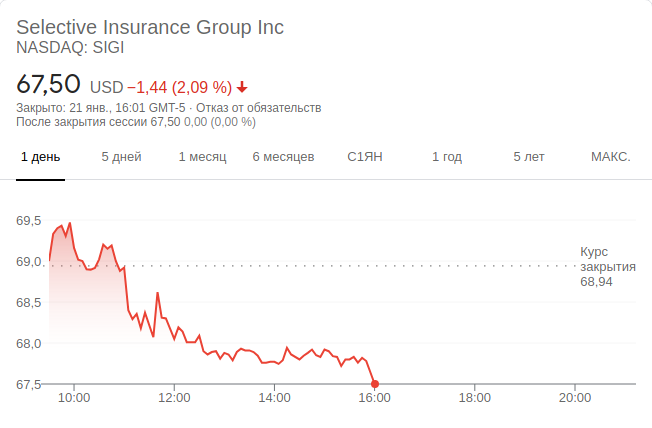 Selective Insurance Group Inc
NASDAQ: SIGI
67,50 USD −1,44 (2,09 %)
Закрыто: 21 янв., 16:01 GMT-5 · Отказ от обязательств
После закрытия сессии 67,50 0,00 (0,00 %)
1 день 5 дней 1 месяц 6 месяцев С1ЯН 1 год 5 лет МАКС.
69,5
69,0
68,5
68,0
67,5
Курс
закрытия
68,94
10:00 12:00 14:00 16:00 18:00 20:00